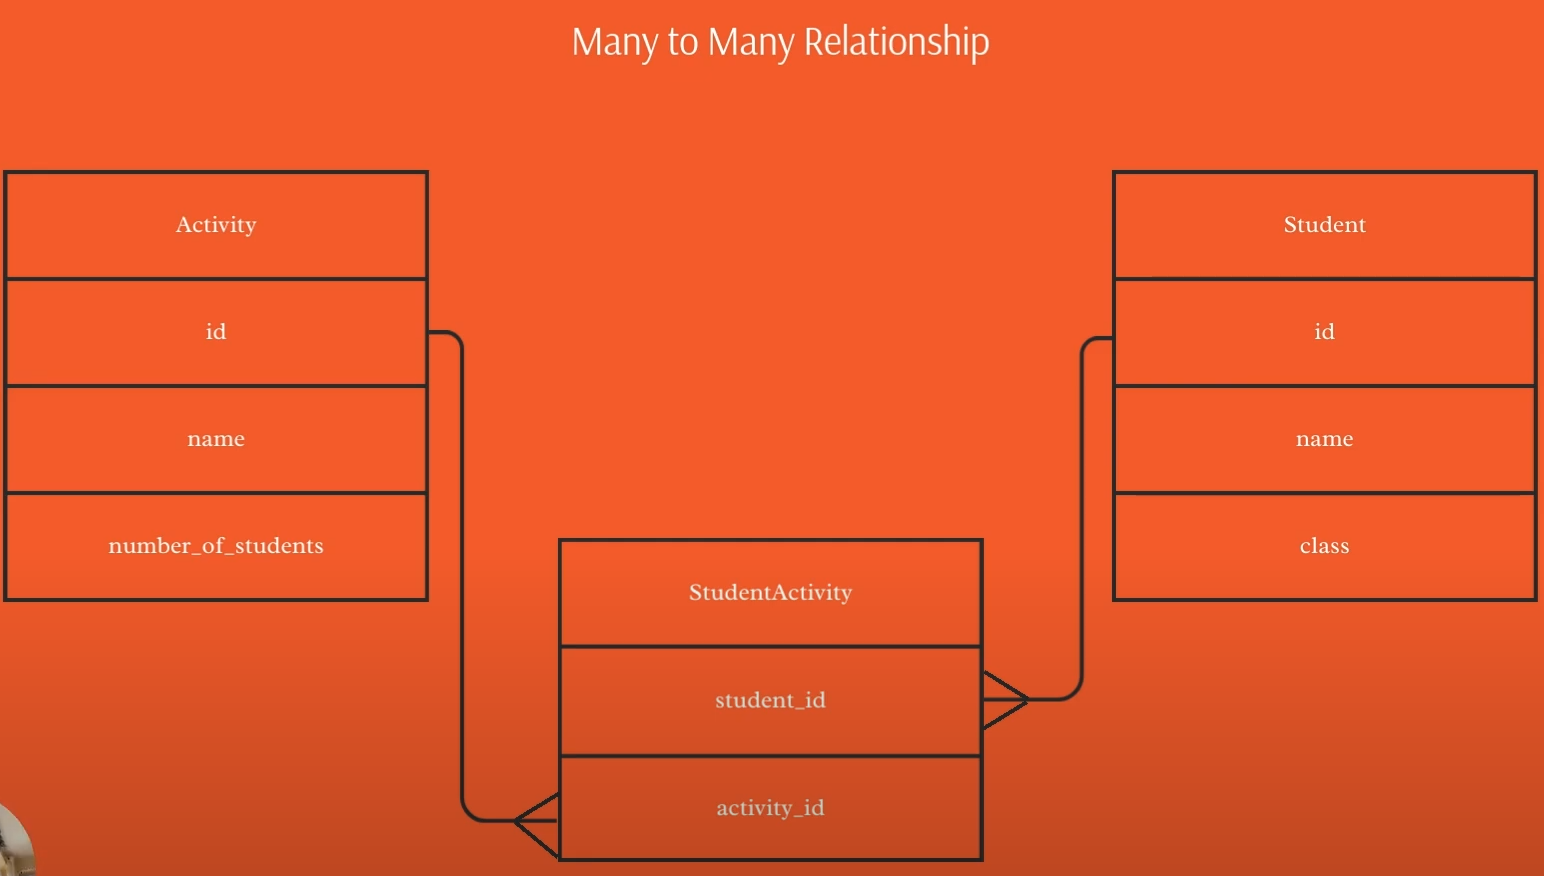 Many to Many Relationship
Activity
id
name
number_of_students
Student
id
name
class
StudentActivity
student_id
activity_id